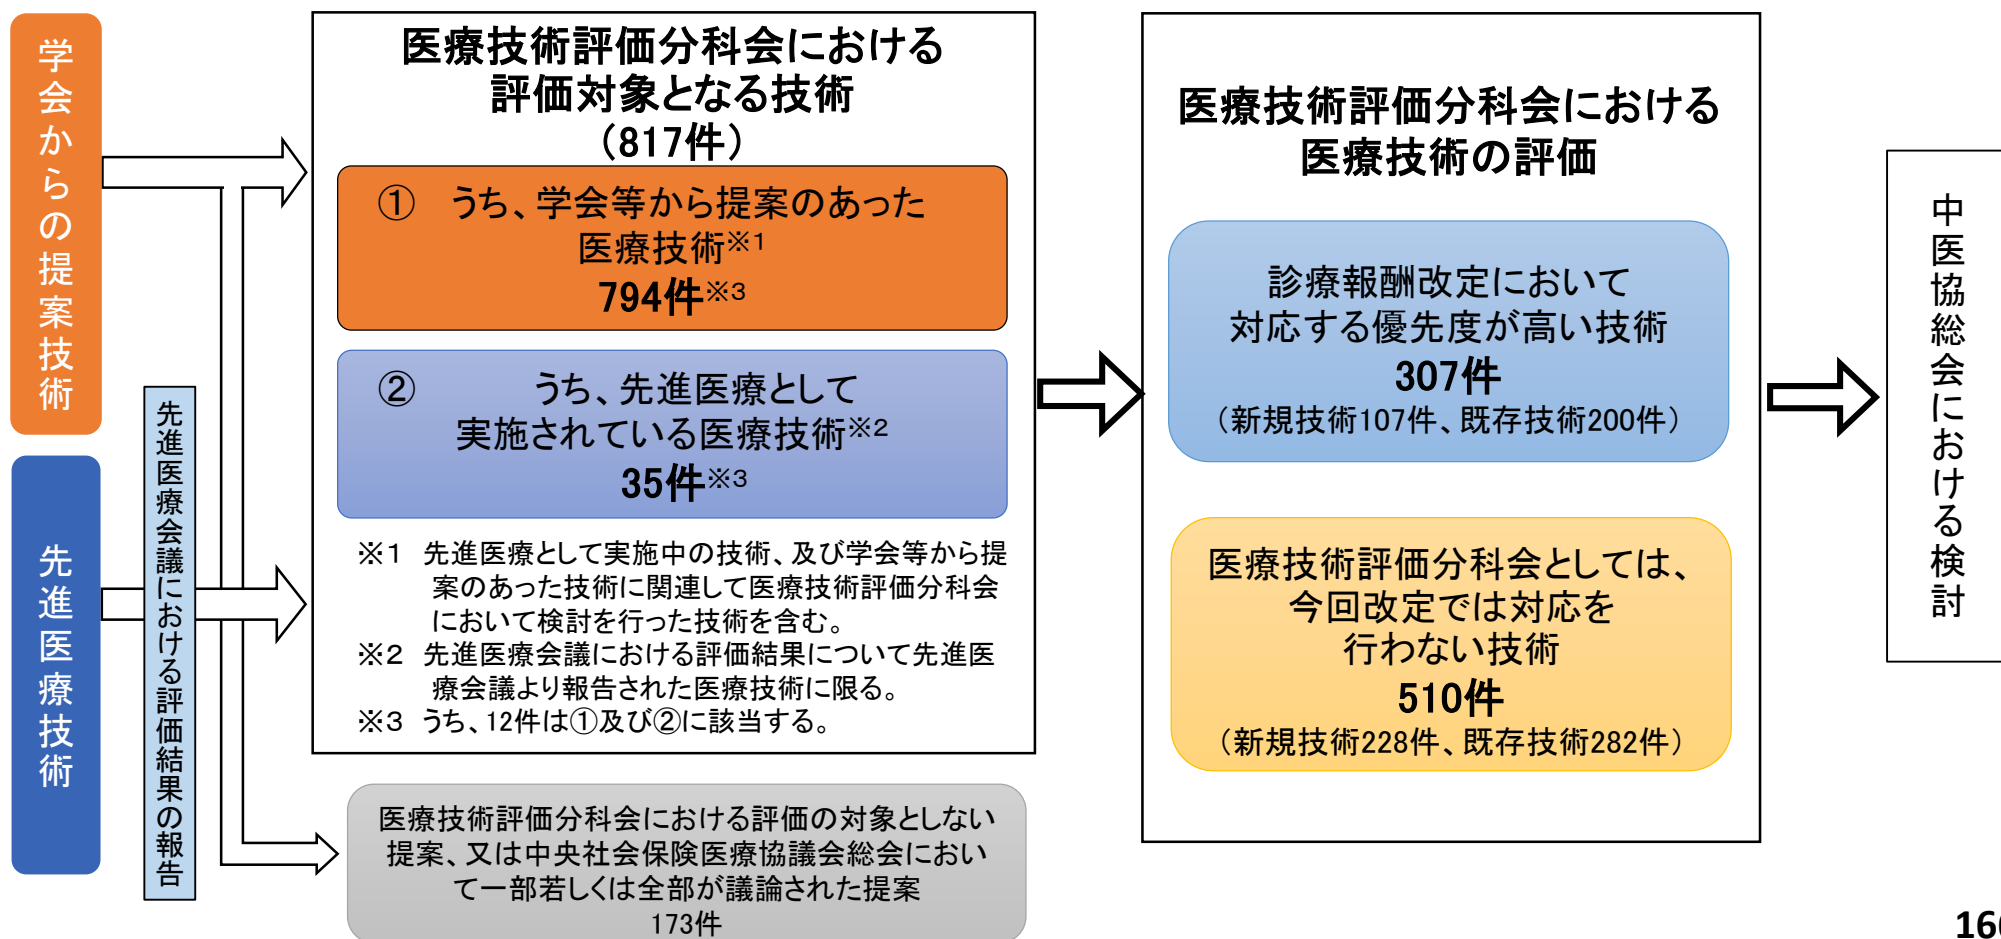 学会からの提案技術
先進医療技術
先進医療会議における評価結果の報告
医療技術評価分科会における
評価対象となる技術
（817件）
① うち、学会等から提案のあった
医療技術※1
794件※3
② うち、先進医療として
実施されている医療技術※2
35件※3
※1 先進医療として実施中の技術、及び学会等から提
案のあった技術に関連して医療技術評価分科会
において検討を行った技術を含む。
※2 先進医療会議における評価結果について先進医
療会議より報告された医療技術に限る。
※3 うち、12件は①及び②に該当する。
医療技術評価分科会における評価の対象としない
提案、又は中央社会保険医療協議会総会におい
て一部若しくは全部が議論された提案
173件
医療技術評価分科会における
医療技術の評価
診療報酬改定において
対応する優先度が高い技術
307件
（新規技術107件、既存技術200件）
医療技術評価分科会としては、
今回改定では対応を
行わない技術
510件
（新規技術228件、既存技術282件）
中医協総会における検討